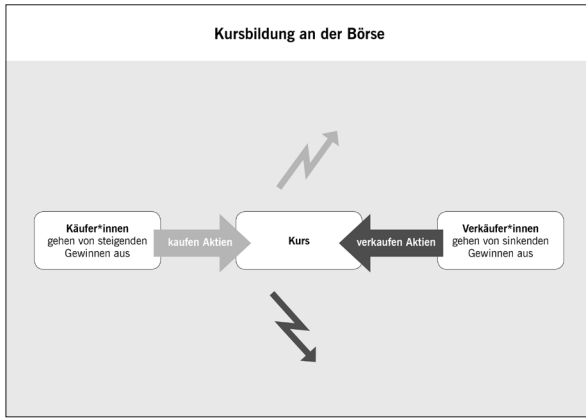 Kursbildung an der Börse
Käufer*innen
gehen von steigenden
Gewinnen aus
kaufen Aktien
Kurs
verkaufen Aktien
Verkäufer*innen
gehen von sinkenden
Gewinnen aus